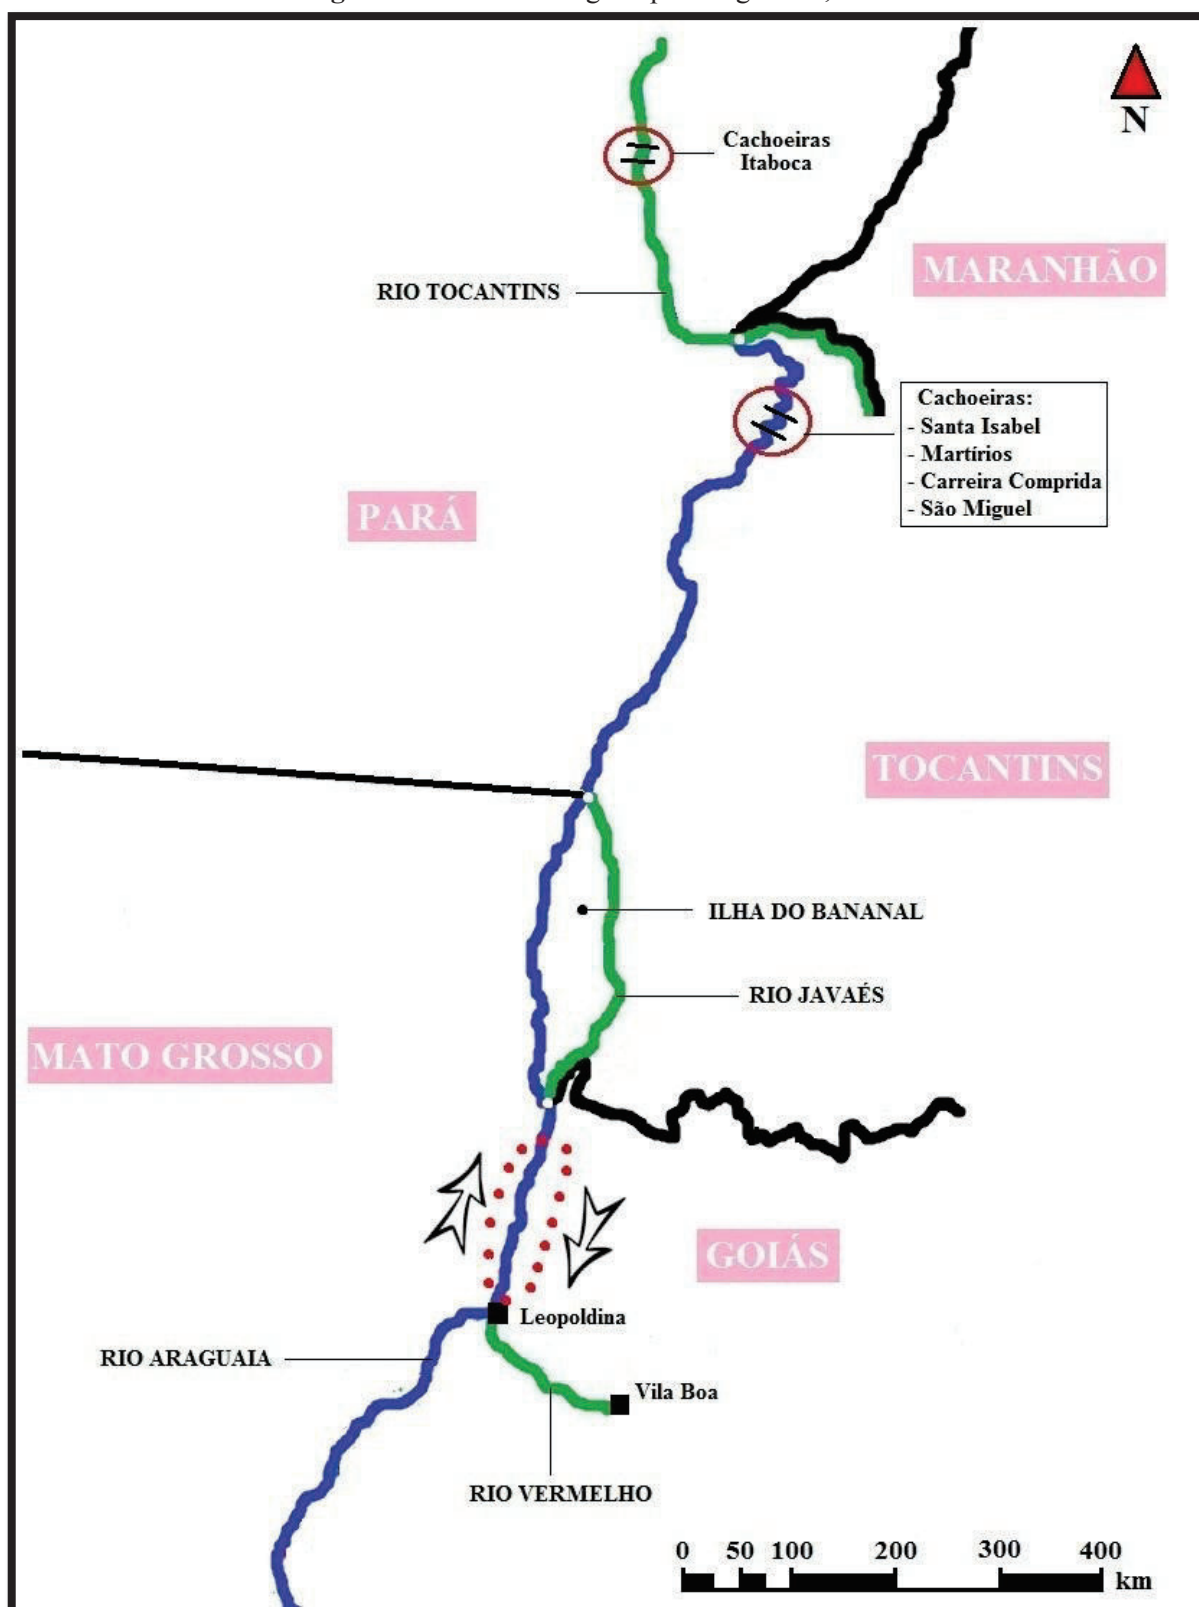 Cachoeiras
Itaboca
N
MARANHÃO
RIO TOCANTINS
Cachoeiras:
- Santa Isabel
- Martírios
- Carreira Comprida
- São Miguel
PARÁ
TOCANTINS
ILHA DO BANANAL
RIO JAVAÉS
MATO GROSSO
GOIÁS
Leopoldina
RIO ARAGUAIA
Vila Boa
RIO VERMELHO
0 50 100 200 300 400
km